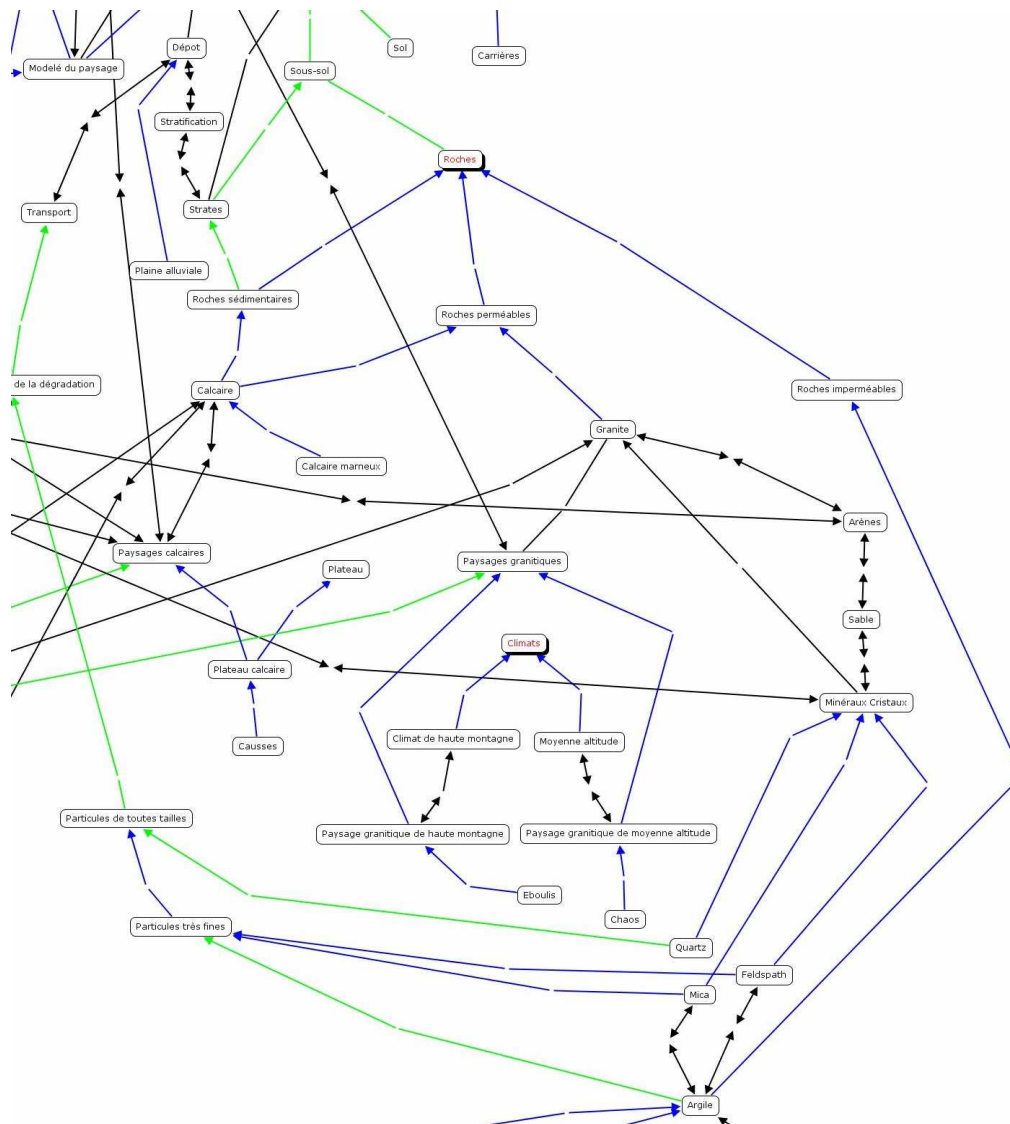 Dépot
Sol
Carrières
Modelé du paysage
Sous-sol
Stratification
Roches
Transport
Strates
Plaine alluviale
Roches sédimentaires
Roches perméables
de la dégradation
Calcaire
Roches imperméables
Granite
Calcaire marneux
Arènes
Paysages calcaires
Paysages granitiques
Plateau
Sable
Climats
Plateau calcaire
Minéraux Cristaux
Climat de haute montagne
Moyenne altitude
Causses
Particules de toutes tailles
Paysage granitique de haute montagne
Paysage granitique de moyenne altitude
Eboulis
Chaos
Particules très fines
Quartz
Feldspath
Mica
Argile